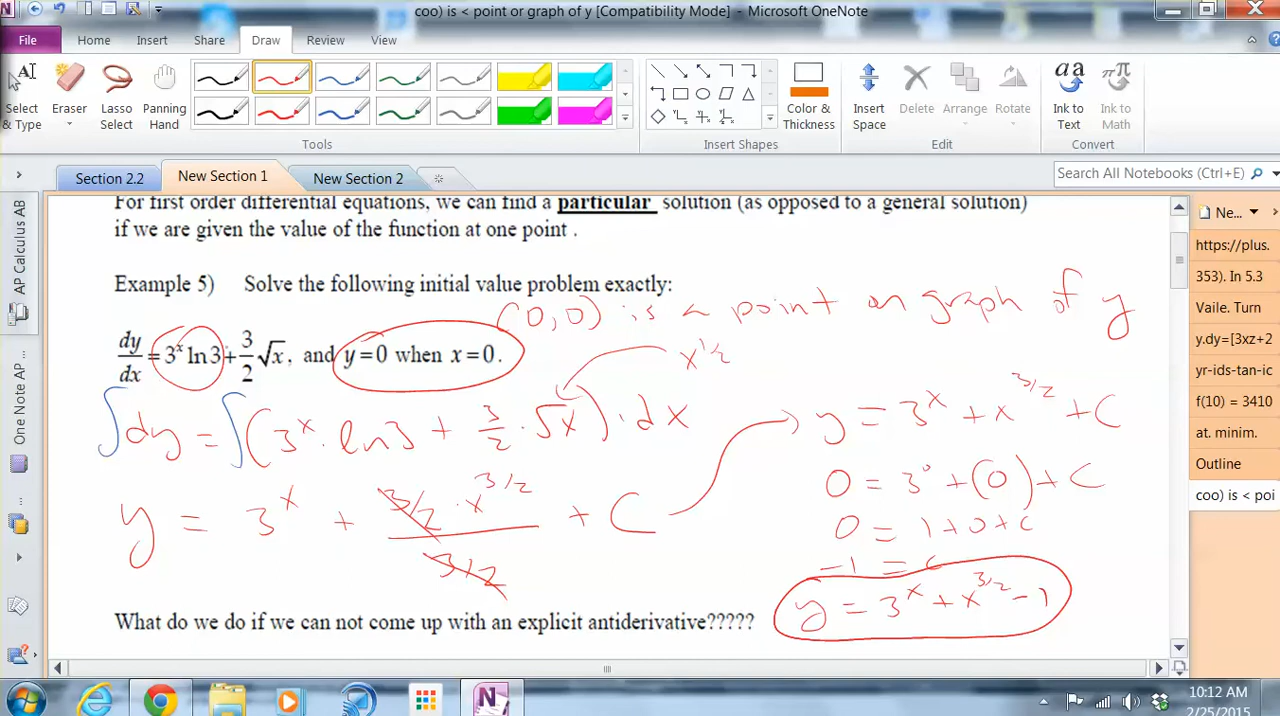 coo) is < point or graph of y [Compatibility Mode] - Microsoft OneNote
File Home Insert Share Draw Review View
Select & Type
Eraser
Lasso Select
Panning Hand
Tools
Insert Shapes
Color & Thickness
Insert Space
Delete
Arrange
Rotate
Edit
Ink to Text
Ink to Math
Convert
Section 2.2 New Section 1 New Section 2
Search All Notebooks (Ctrl+E)
AP Calculus AB
One Note AP .
For first order differential equations, we can find a particular solution (as opposed to a general solution)
if we are given the value of the function at one point .
Example 5) Solve the following initial value problem exactly:
(0,0) is a point on graph of y
dy/dx = 3^x ln 3 + 3/2 √x, and y = 0 when x = 0.
x^1/2
∫dy = ∫(3^x · ln3 + 3/2 · √x) · dx
y = 3^x + 3/2 · x^3/2 / 3/2 + C
y = 3^x + x^3/2 + C
0 = 3^0 + (0) + C
0 = 1 + 0 + C
-1 = C
y = 3^x + x^3/2 - 1
What do we do if we can not come up with an explicit antiderivative?????
Ne...
https://plus.
353). In 5.3
Vaile. Turn
y.dy=[3xz+2
yr-ids-tan-ic
f(10) = 3410
at. minim.
Outline
coo) is < poi
10:12 AM
2/25/2015